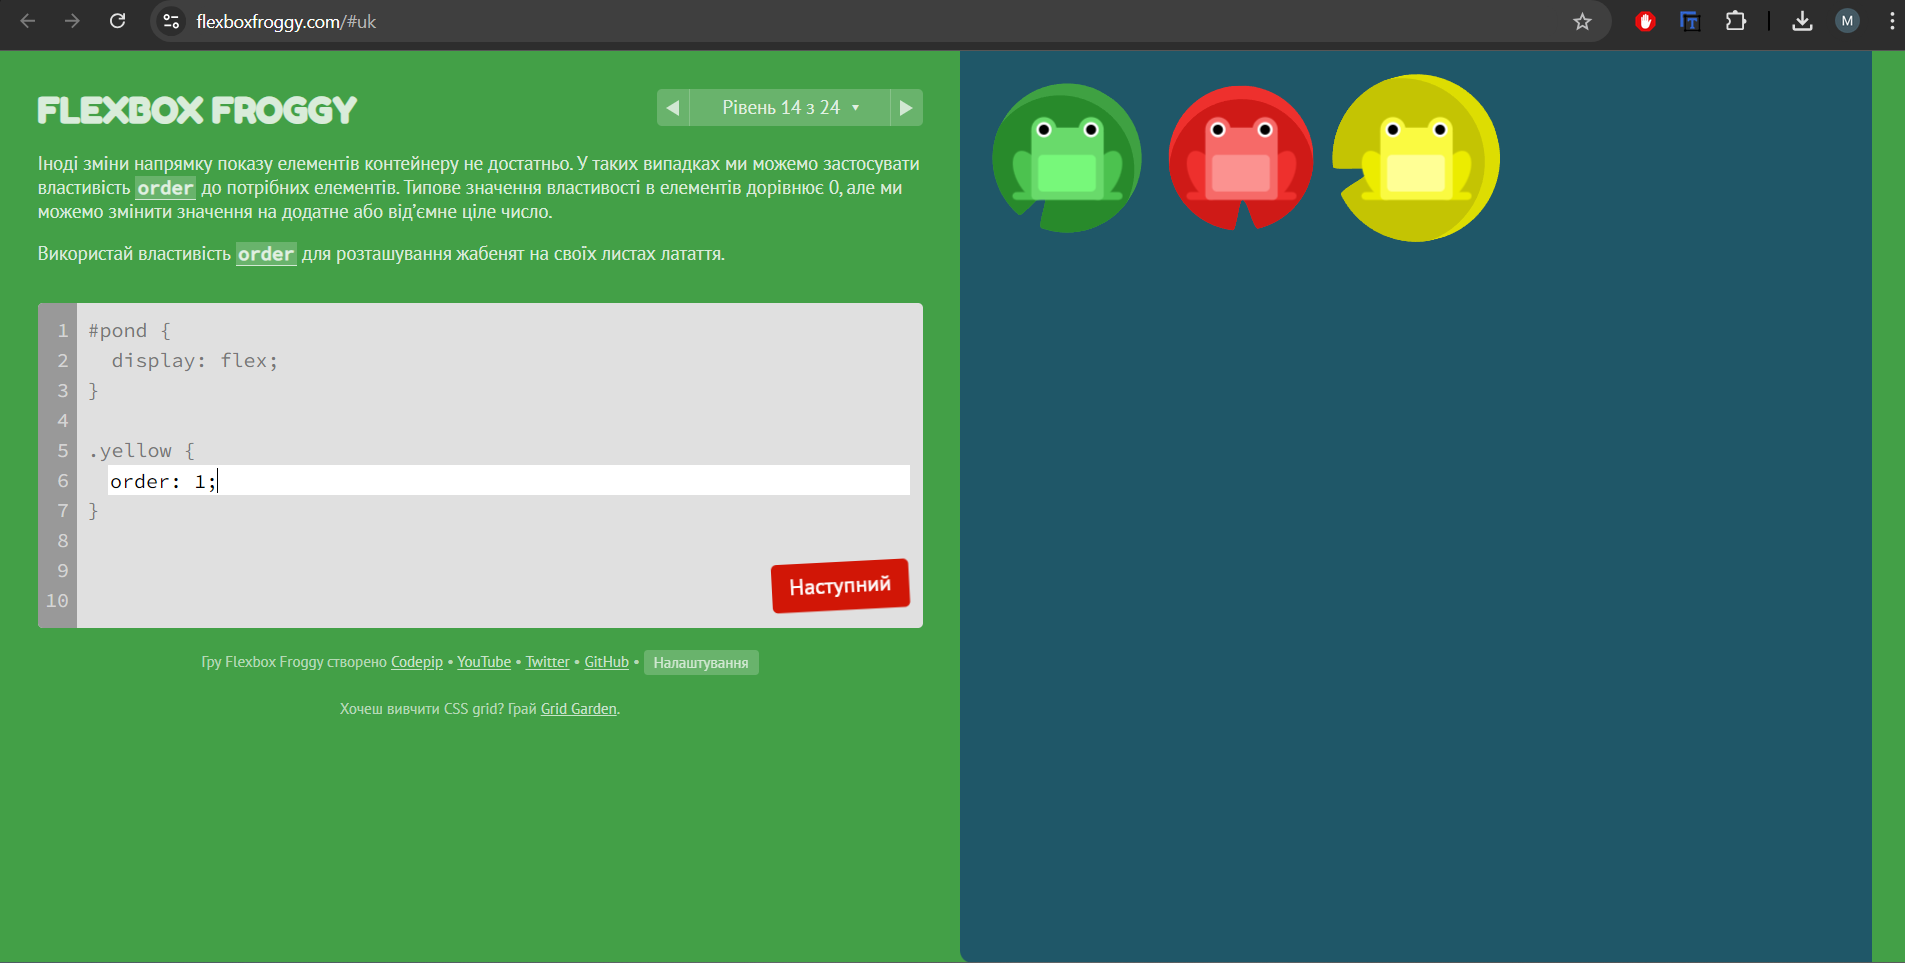 flexboxfroggy.com/#uk
M
FLEXBOX FROGGY
Рівень 14 з 24
Іноді зміни напрямку показу елементів контейнеру не достатньо. У таких випадках ми можемо застосувати
властивість order до потрібних елементів. Типове значення властивості в елементів дорівнює 0, але ми
можемо змінити значення на додатне або від’ємне ціле число.
Використай властивість order для розташування жабенят на своїх листах латаття.
1 #pond {
2   display: flex;
3 }
4
5 .yellow {
6   order: 1;
7 }
8
9
10
Наступний
Гру Flexbox Froggy створено Codepip • YouTube • Twitter • GitHub • Налаштування
Хочеш вивчити CSS grid? Грай Grid Garden.